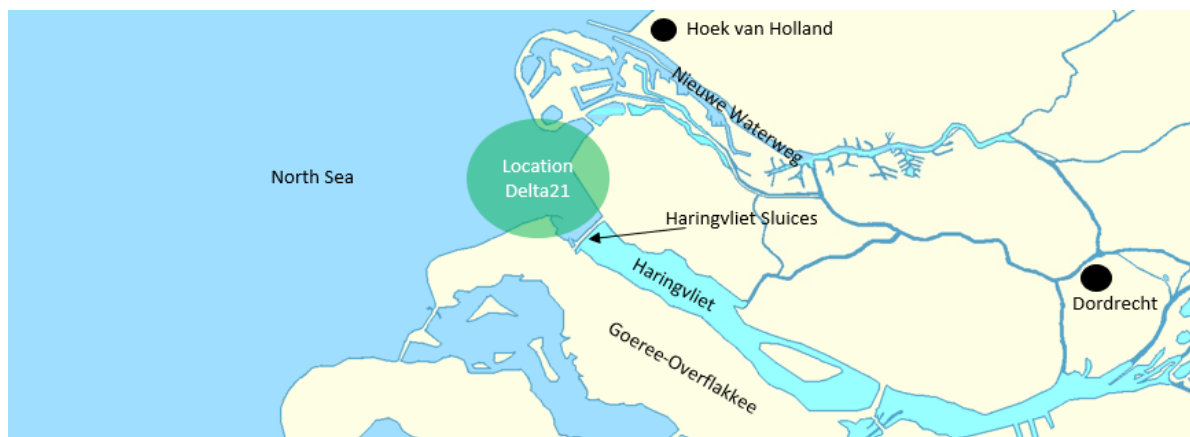 Hoek van Holland
Nieuwe Waterweg
Location
Delta21
North Sea
Haringvliet Sluices
Haringvliet
Dordrecht
Goeree-Overflakkee